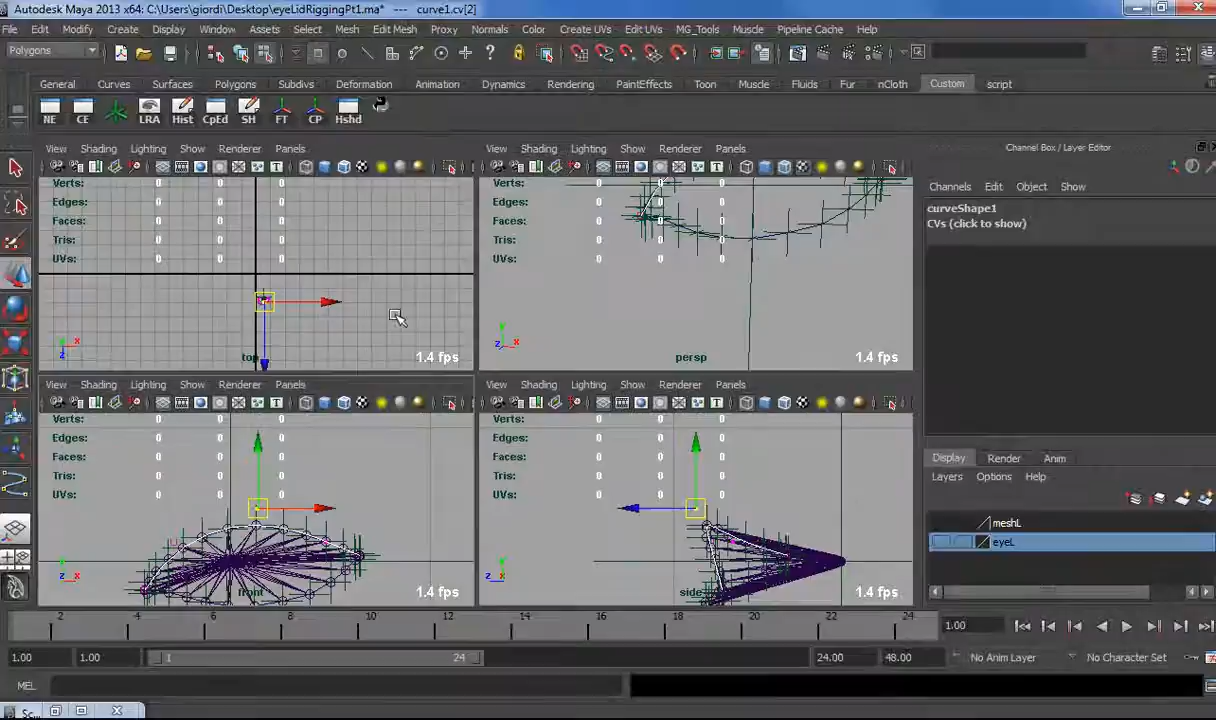 Autodesk Maya 2013 x64: C:\Users\giordi\Desktop\eyeLidRiggingPt1.ma* --- curve1.cv[2]
File Edit Modify Create Display Window Assets Select Mesh Edit Mesh Proxy Normals Color Create UVs Edit UVs MG_Tools Muscle Pipeline Cache Help
Polygons
General Curves Surfaces Polygons Subdivs Deformation Animation Dynamics Rendering PaintEffects Toon Muscle Fluids Fur nCloth Custom script
NE CE LRA Hist CpEd SH FT CP Hshd
View Shading Lighting Show Renderer Panels
Verts: 0 0 0
Edges: 0 0 0
Faces: 0 0 0
Tris: 0 0 0
UVs: 0 0 0
x
z
top
1.4 fps
View Shading Lighting Show Renderer Panels
Verts: 0 0 0
Edges: 0 0 0
Faces: 0 0 0
Tris: 0 0 0
UVs: 0 0 0
persp
1.4 fps
View Shading Lighting Show Renderer Panels
Verts: 0 0 0
Edges: 0 0 0
Faces: 0 0 0
Tris: 0 0 0
UVs: 0 0 0
front
1.4 fps
View Shading Lighting Show Renderer Panels
Verts: 0 0 0
Edges: 0 0 0
Faces: 0 0 0
Tris: 0 0 0
UVs: 0 0 0
side
1.4 fps
Channel Box / Layer Editor
Channels Edit Object Show
curveShape1
CVs (click to show)
Display Render Anim
Layers Options Help
meshL
eyeL
2 4 6 8 10 12 14 16 18 20 22 24
1.00
1.00 1.00 1 24 24.00 48.00 No Anim Layer No Character Set
MEL
Sc...